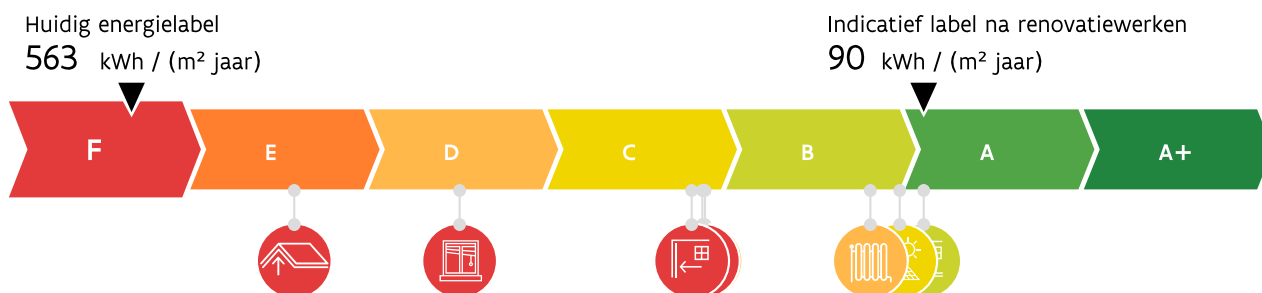 Huidig energielabel
563 kWh / (m² jaar)
Indicatief label na renovatiewerken
90 kWh / (m² jaar)
F E D C B A A+